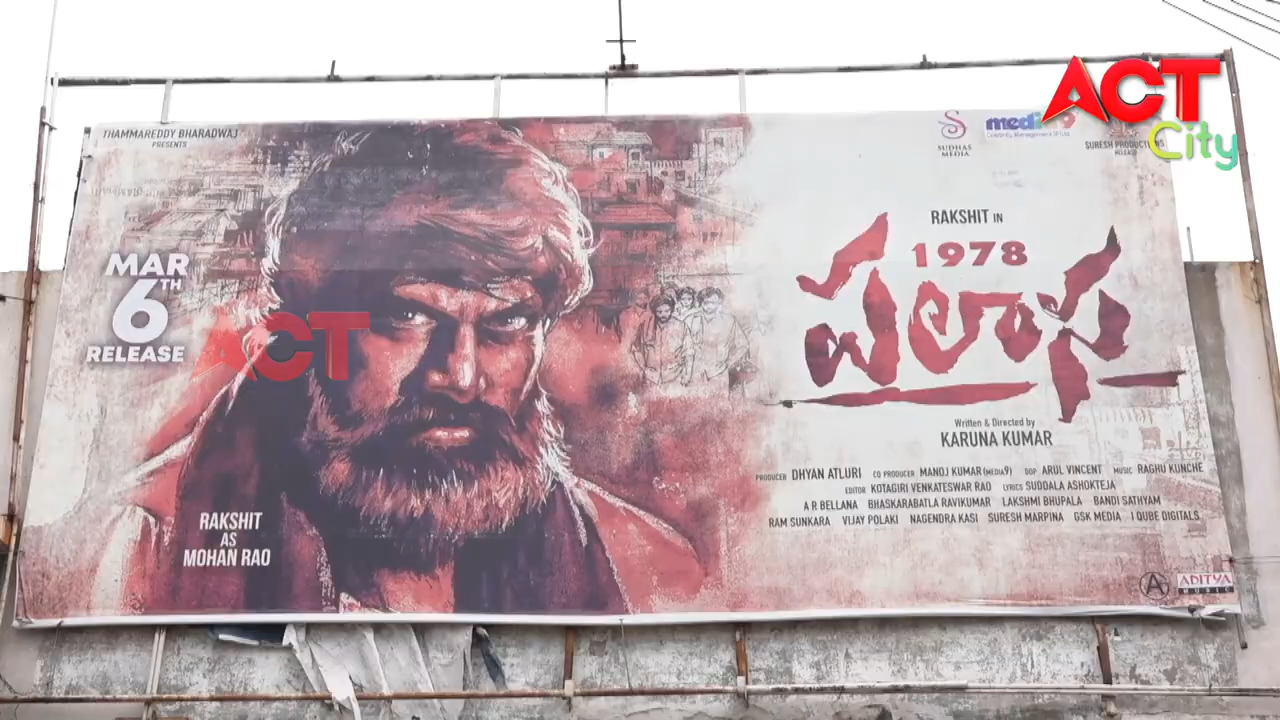 ACT
City
THAMMAREDDY BHARADWAJ
PRESENTS
SUDHAS
MEDIA
SURESH PRODUCTIONS
RELEASE
MAR
6TH
RELEASE
ACT
RAKSHIT IN
1978
పలాస
Written & Directed by
KARUNA KUMAR
PRODUCER DHYAN ATLURI CO PRODUCER MANOJ KUMAR (MEDIA9) DOP ARUL VINCENT MUSIC RAGHU KUNCHE
EDITOR KOTAGIRI VENKATESWAR RAO LYRICS SUDDALA ASHOKTEJA
A R BELLANA BHASKARABATLA RAVIKUMAR LAKSHMI BHUPALA BANDI SATHYAM
RAM SUNKARA VIJAY POLAKI NAGENDRA KASI SURESH MARPINA GSK MEDIA I QUBE DIGITALS
RAKSHIT
AS
MOHAN RAO
ADITYA
MUSIC